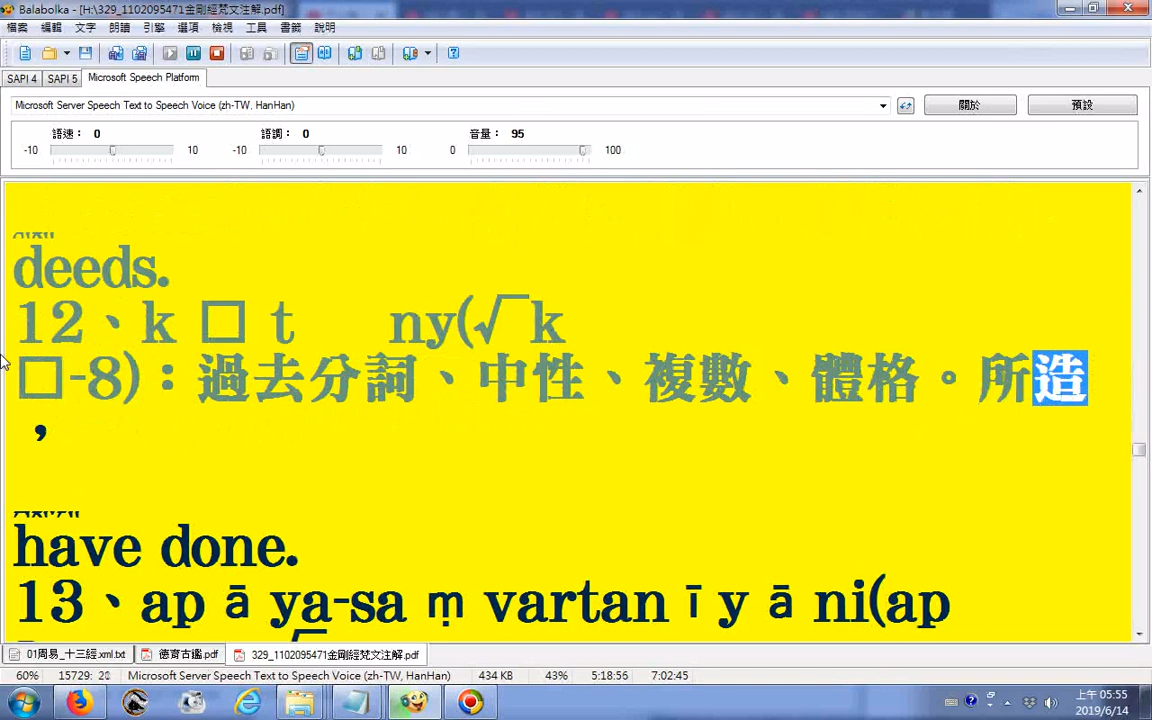 Balabolka - [H:\329_1102095471金剛經梵文注解.pdf]
檔案 編輯 文字 朗讀 引擎 選項 檢視 工具 書籤 說明
SAPI 4 SAPI 5 Microsoft Speech Platform
Microsoft Server Speech Text to Speech Voice (zh-TW, HanHan) 關於 預設
語速： 0 語調： 0 音量： 95
-10 10 -10 10 0 100
deeds.
12、k □ t ny(√k
□-8)：過去分詞、中性、複數、體格。所造
，
have done.
13、ap ā ya-sa ṃ vartan ī y ā ni(ap
01周易_十三經.xml.txt 德育古鑑.pdf 329_1102095471金剛經梵文注解.pdf
60% 15729: 2 Microsoft Server Speech Text to Speech Voice (zh-TW, HanHan) 434 KB 43% 5:18:56 7:02:45
上午 05:55
2019/6/14